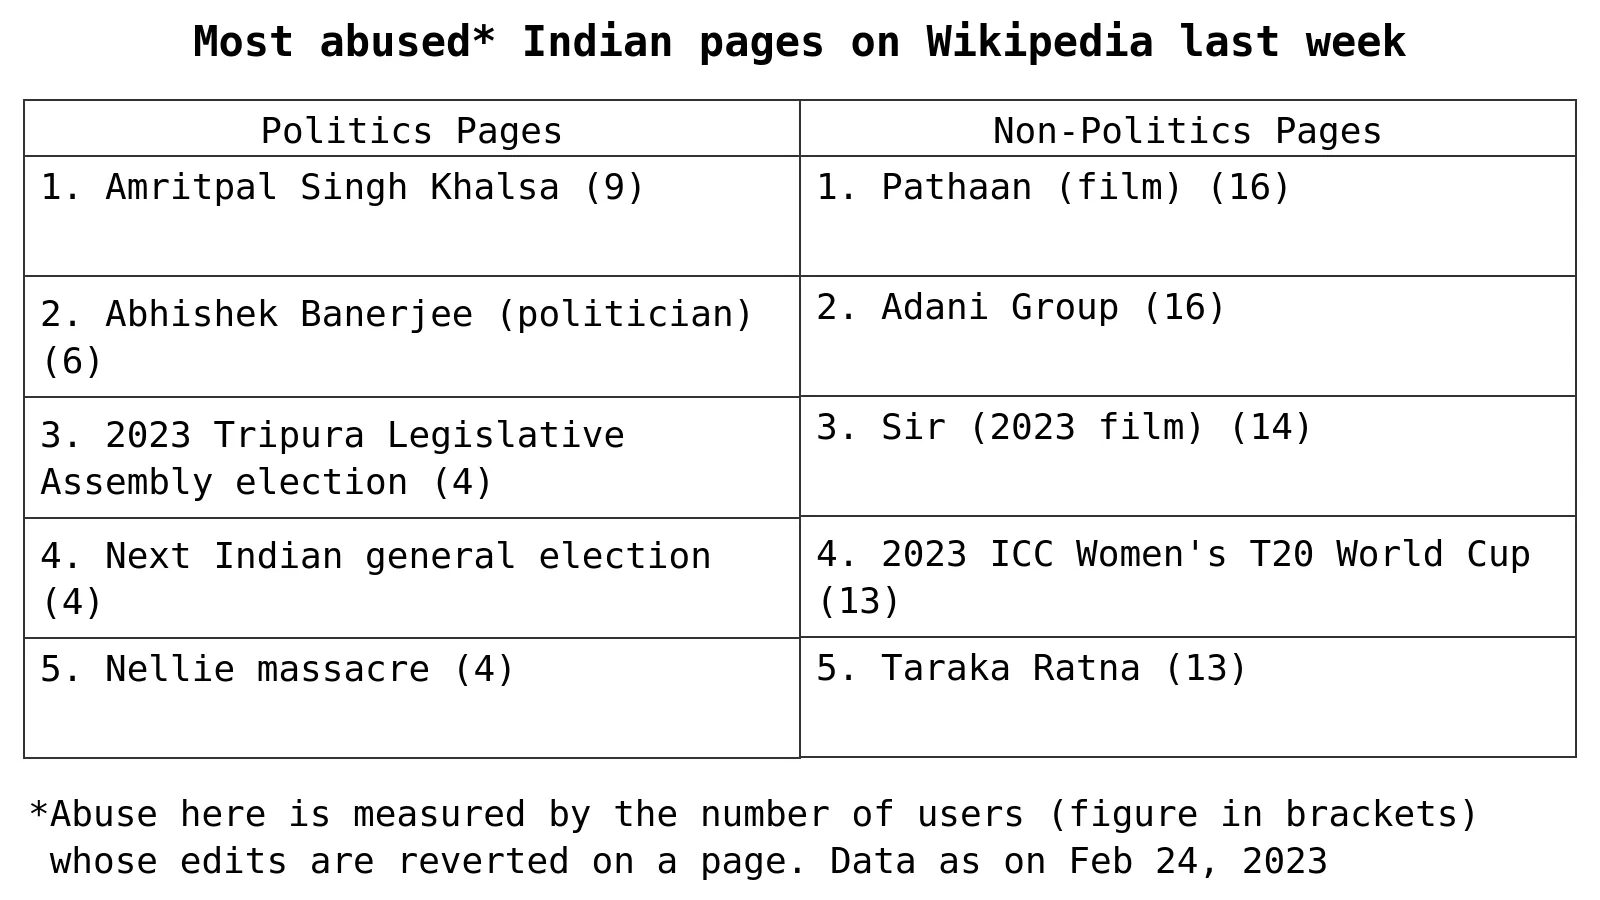 Most abused* Indian pages on Wikipedia last week
Politics Pages
1. Amritpal Singh Khalsa (9)
2. Abhishek Banerjee (politician)
(6)
3. 2023 Tripura Legislative
Assembly election (4)
4. Next Indian general election
(4)
5. Nellie massacre (4)
Non-Politics Pages
1. Pathaan (film) (16)
2. Adani Group (16)
3. Sir (2023 film) (14)
4. 2023 ICC Women's T20 World Cup
(13)
5. Taraka Ratna (13)
*Abuse here is measured by the number of users (figure in brackets)
whose edits are reverted on a page. Data as on Feb 24, 2023